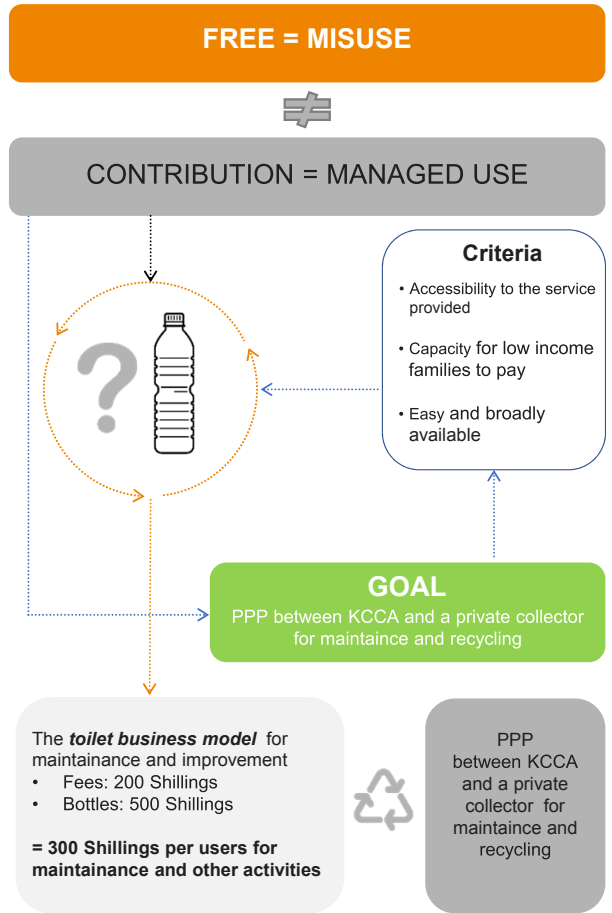 FREE = MISUSE
≠
CONTRIBUTION = MANAGED USE
Criteria
• Accessibility to the service
provided
• Capacity for low income
families to pay
• Easy and broadly
available
?
GOAL
PPP between KCCA and a private collector
for maintaince and recycling
The toilet business model for
maintainance and improvement
• Fees: 200 Shillings
• Bottles: 500 Shillings
= 300 Shillings per users for
maintainance and other activities
PPP
between KCCA
and a private
collector for
maintaince and
recycling